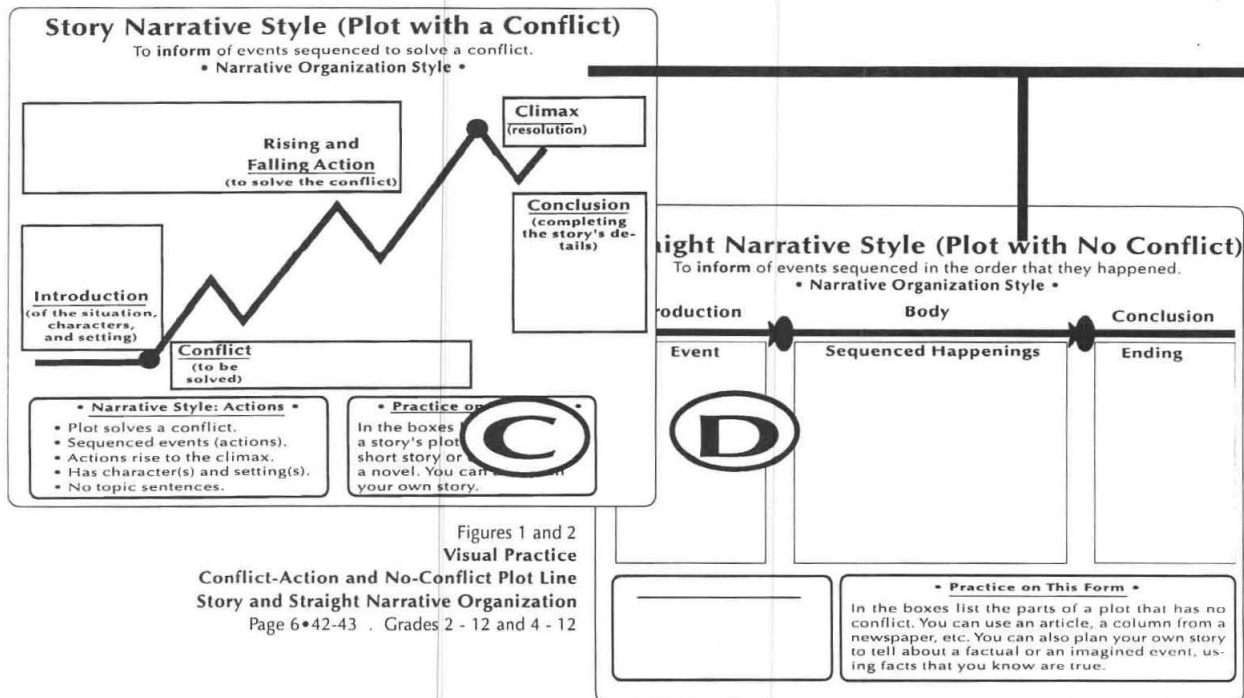 Story Narrative Style (Plot with a Conflict)
To inform of events sequenced to solve a conflict.
• Narrative Organization Style •
Climax
(resolution)
Rising and
Falling Action
(to solve the conflict)
Conclusion
(completing
the story's de-
tails)
Introduction
(of the situation,
characters,
and setting)
Conflict
(to be
solved)
• Narrative Style: Actions •
• Plot solves a conflict.
• Sequenced events (actions).
• Actions rise to the climax.
• Has character(s) and setting(s).
• No topic sentences.
• Practice on •
In the boxes
a story's plot
short story or
a novel. You can
your own story.
C
D
ight Narrative Style (Plot with No Conflict)
To inform of events sequenced in the order that they happened.
• Narrative Organization Style •
roduction
Body
Conclusion
Event
Sequenced Happenings
Ending
Figures 1 and 2
Visual Practice
Conflict-Action and No-Conflict Plot Line
Story and Straight Narrative Organization
Page 6•42-43 . Grades 2 - 12 and 4 - 12
• Practice on This Form •
In the boxes list the parts of a plot that has no
conflict. You can use an article, a column from a
newspaper, etc. You can also plan your own story
to tell about a factual or an imagined event, us-
ing facts that you know are true.